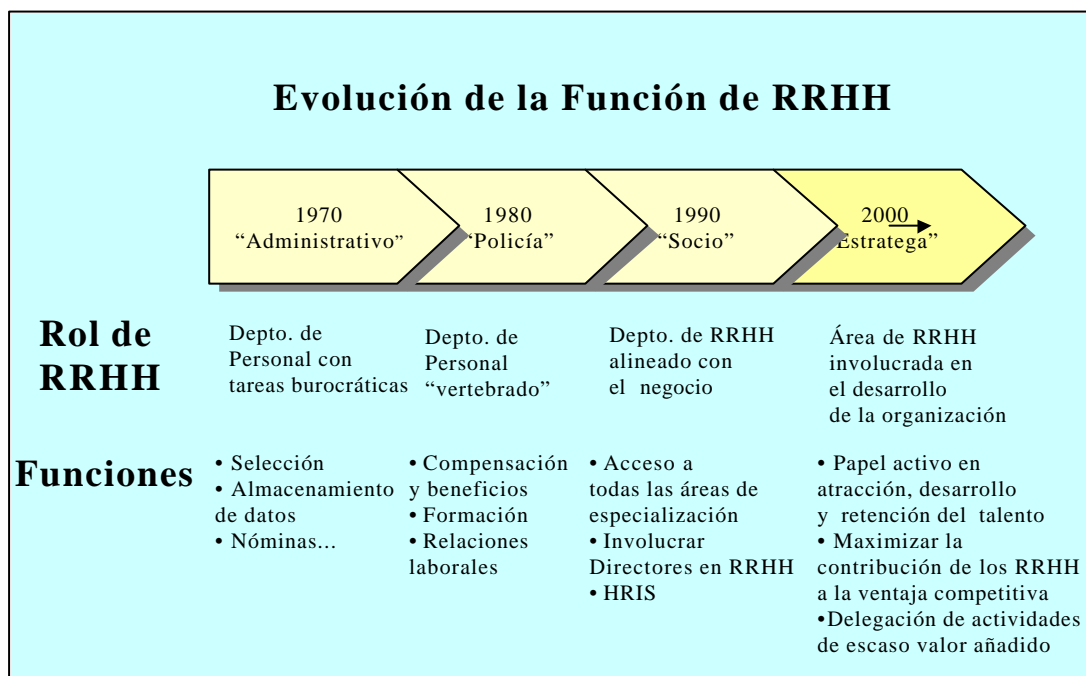 Evolución de la Función de RRHH
1970
“Administrativo”
1980
“Policía”
1990
“Socio”
2000
“Estratega”
Rol de
RRHH
Depto. de
Personal con
tareas burocráticas
Depto. de
Personal
“vertebrado”
Depto. de RRHH
alineado con
el negocio
Área de RRHH
involucrada en
el desarrollo
de la organización
Funciones
• Selección
• Almacenamiento
de datos
• Nóminas...
• Compensación
y beneficios
• Formación
• Relaciones
laborales
• Acceso a
todas las áreas de
especialización
• Involucrar
Directores en RRHH
• HRIS
• Papel activo en
atracción, desarrollo
y retención del talento
• Maximizar la
contribución de los RRHH
a la ventaja competitiva
•Delegación de actividades
de escaso valor añadido